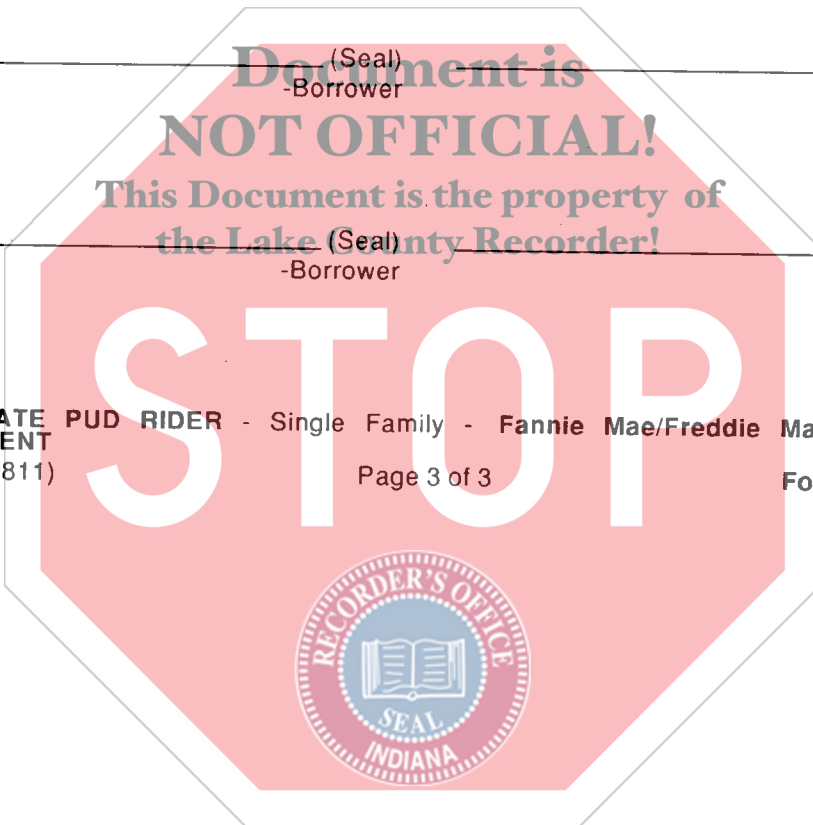 (Seal)
-Borrower
Document is
NOT OFFICIAL!
This Document is the property of
the Lake County Recorder!
(Seal)
-Borrower
STOP
ATE PUD RIDER - Single Family - Fannie Mae/Freddie Ma
ENT
811)
Page 3 of 3
Fo
RECORDER'S OFFICE
SEAL
INDIANA